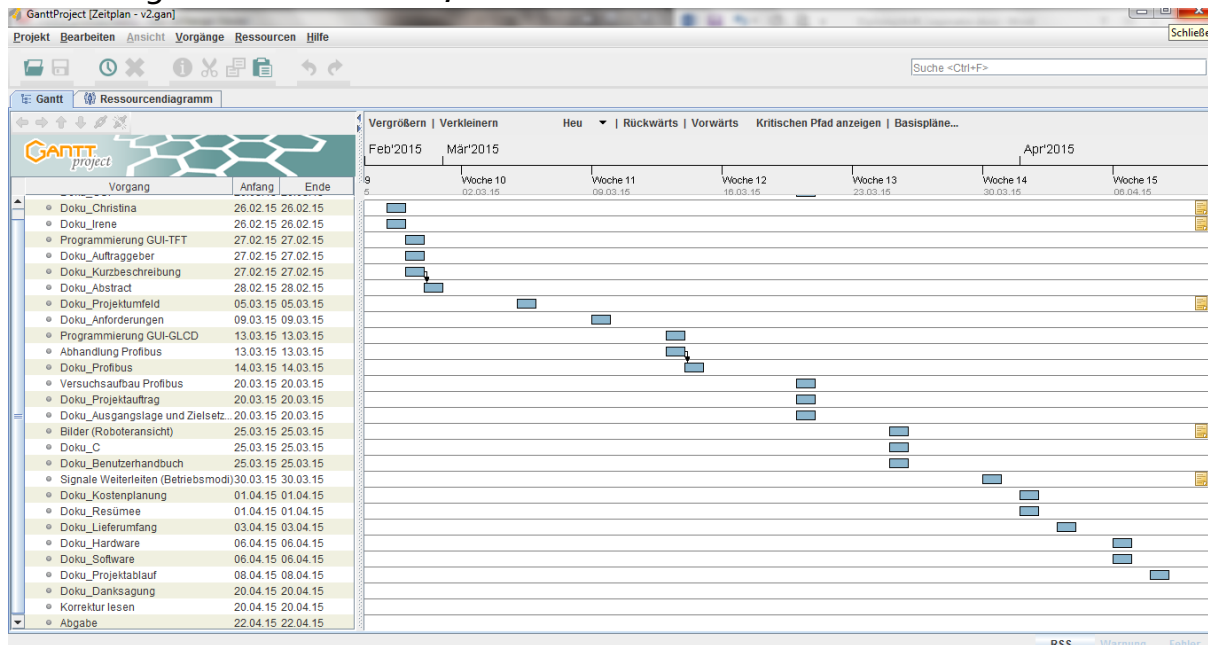 GanttProject [Zeitplan - v2.gan]
Projekt Bearbeiten Ansicht Vorgänge Ressourcen Hilfe
Schließe
Suche <Ctrl+F>
Gantt Ressourcendiagramm
Vergrößern | Verkleinern Heu | Rückwärts | Vorwärts Kritischen Pfad anzeigen | Basispläne...
GANTT project
Feb'2015 Mär'2015 Apr'2015
Vorgang Anfang Ende
9 Woche 10 Woche 11 Woche 12 Woche 13 Woche 14 Woche 15
5 02.03.15 09.03.15 16.03.15 23.03.15 30.03.15 06.04.15
Doku_Christina 26.02.15 26.02.15
Doku_Irene 26.02.15 26.02.15
Programmierung GUI-TFT 27.02.15 27.02.15
Doku_Auftraggeber 27.02.15 27.02.15
Doku_Kurzbeschreibung 27.02.15 27.02.15
Doku_Abstract 28.02.15 28.02.15
Doku_Projektumfeld 05.03.15 05.03.15
Doku_Anforderungen 09.03.15 09.03.15
Programmierung GUI-GLCD 13.03.15 13.03.15
Abhandlung Profibus 13.03.15 13.03.15
Doku_Profibus 14.03.15 14.03.15
Versuchsaufbau Profibus 20.03.15 20.03.15
Doku_Projektauftrag 20.03.15 20.03.15
Doku_Ausgangslage und Zielsetz... 20.03.15 20.03.15
Bilder (Roboteransicht) 25.03.15 25.03.15
Doku_C 25.03.15 25.03.15
Doku_Benutzerhandbuch 25.03.15 25.03.15
Signale Weiterleiten (Betriebsmodi) 30.03.15 30.03.15
Doku_Kostenplanung 01.04.15 01.04.15
Doku_Resümee 01.04.15 01.04.15
Doku_Lieferumfang 03.04.15 03.04.15
Doku_Hardware 06.04.15 06.04.15
Doku_Software 06.04.15 06.04.15
Doku_Projektablauf 08.04.15 08.04.15
Doku_Danksagung 20.04.15 20.04.15
Korrektur lesen 20.04.15 20.04.15
Abgabe 22.04.15 22.04.15
RSS Warnung Fehler